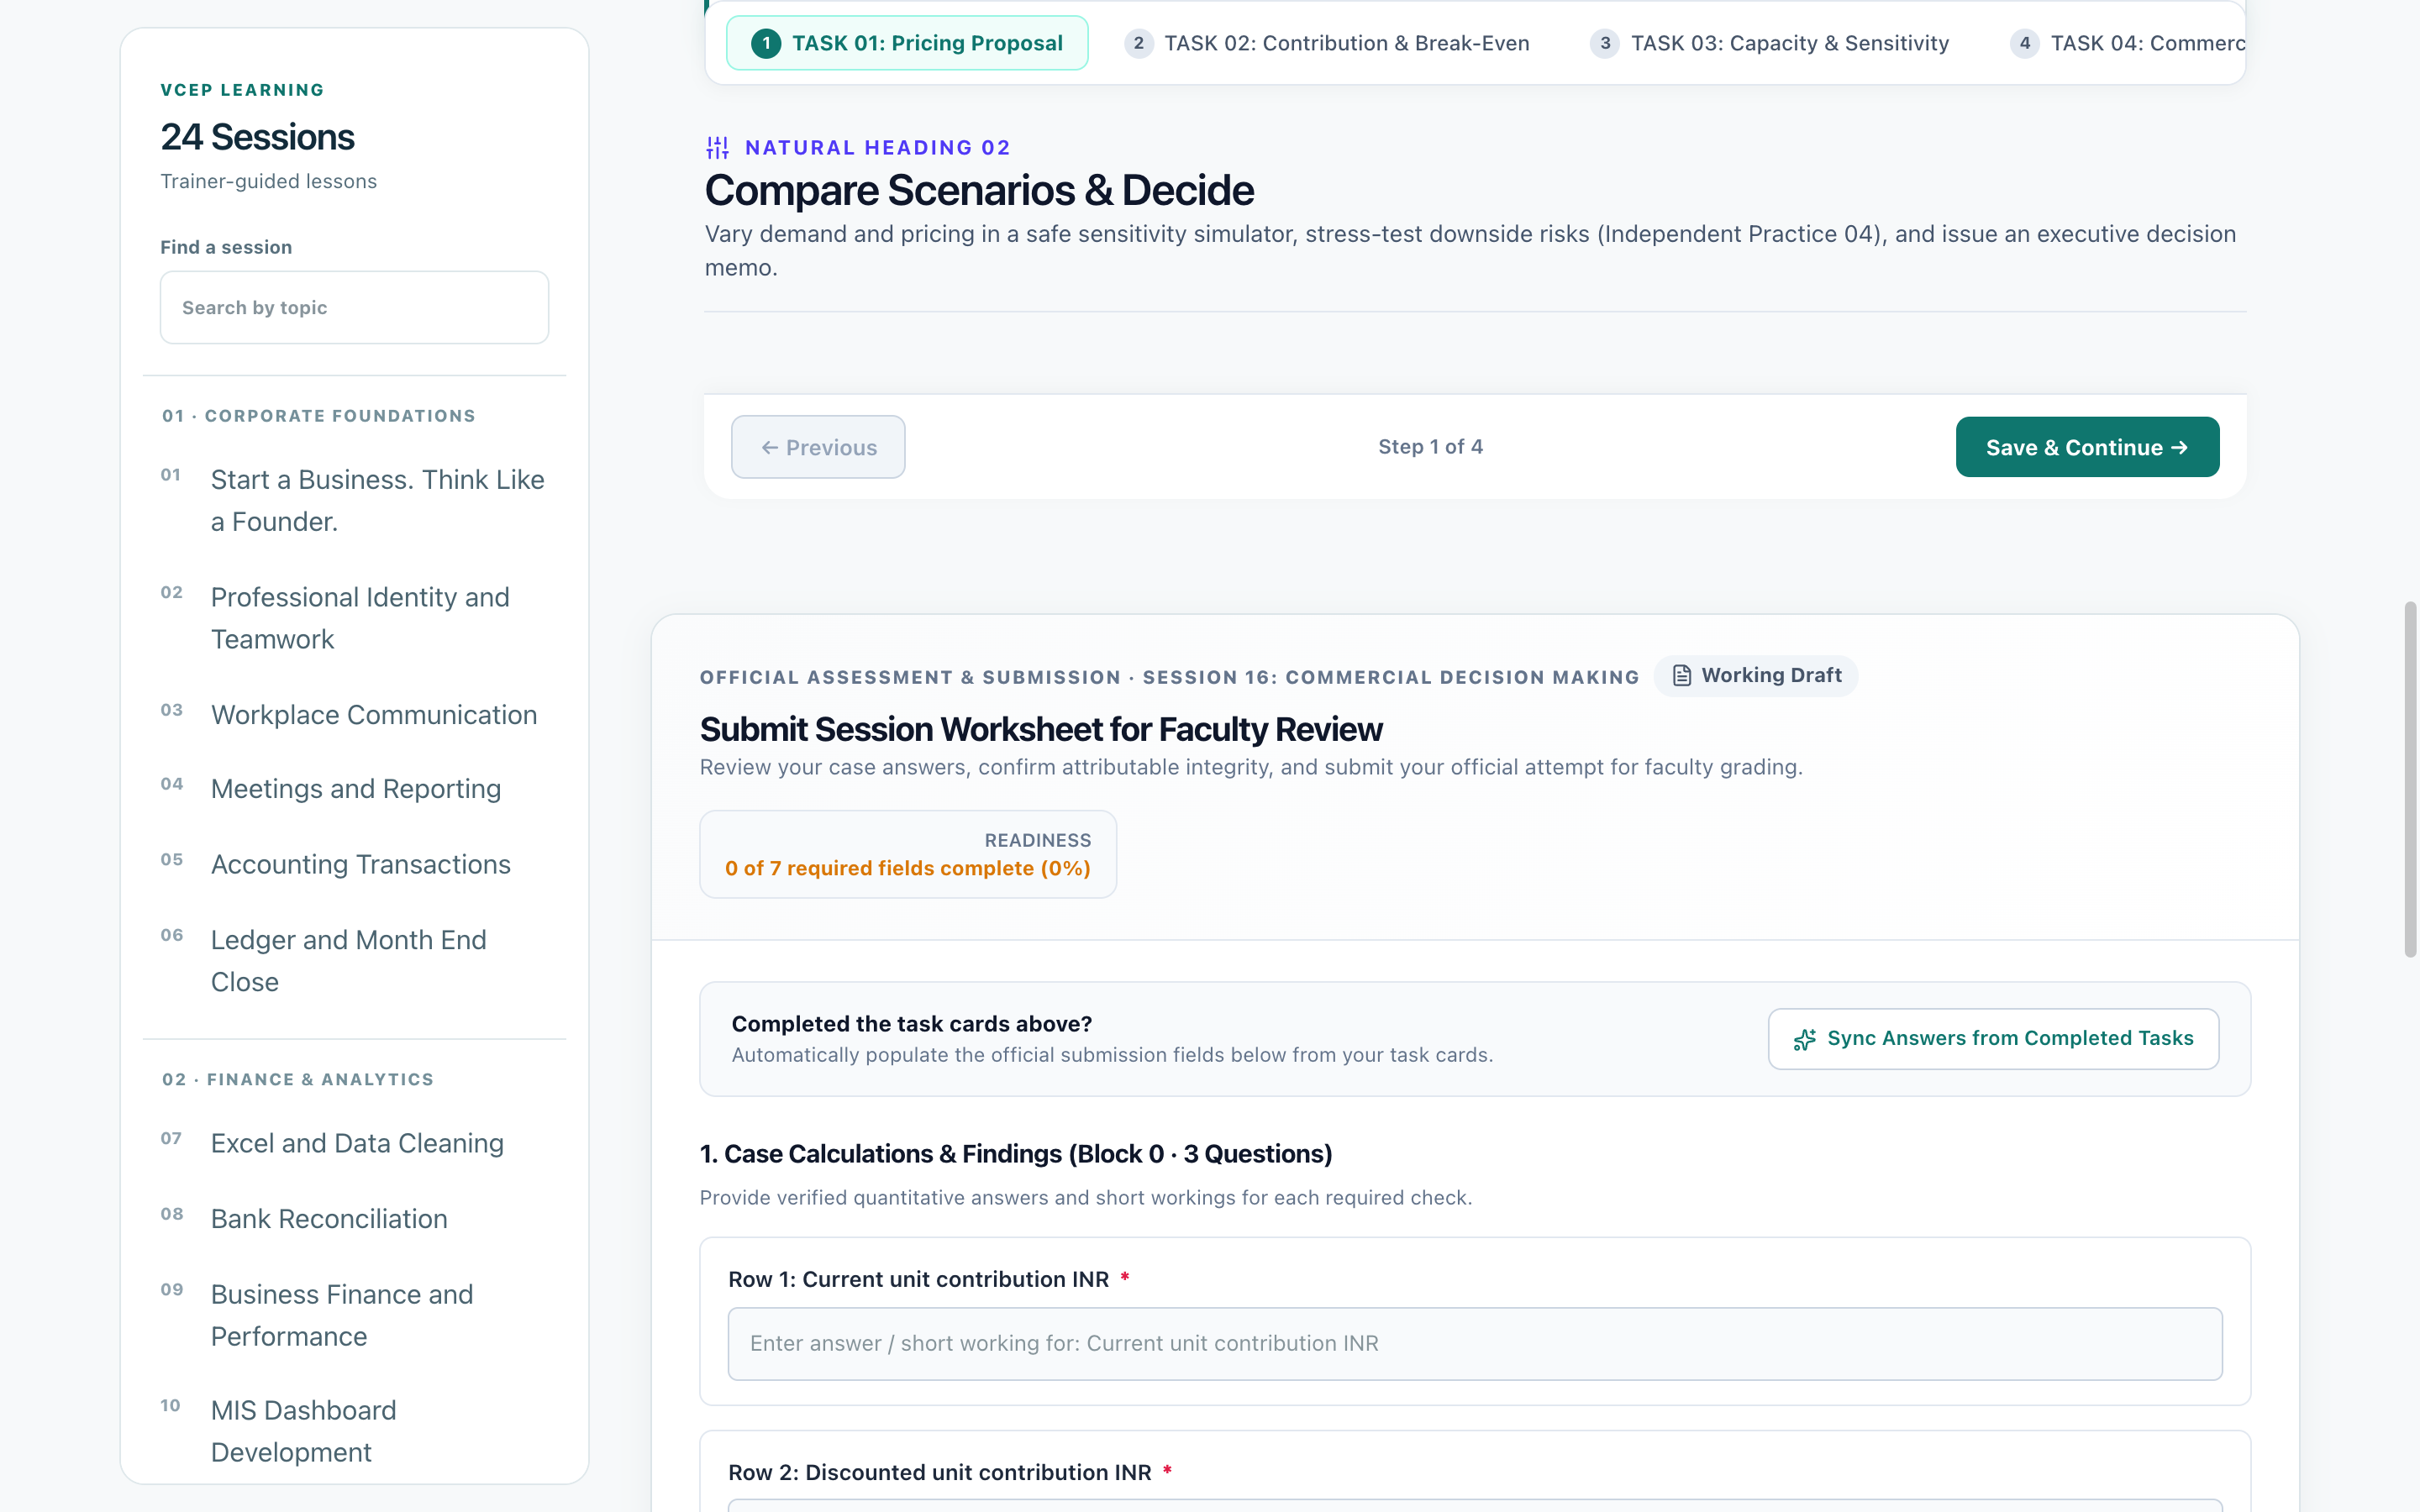 VCEP LEARNING
24 Sessions
Trainer-guided lessons
Find a session
Search by topic
01 · CORPORATE FOUNDATIONS
01 Start a Business. Think Like
a Founder.
02 Professional Identity and
Teamwork
03 Workplace Communication
04 Meetings and Reporting
05 Accounting Transactions
06 Ledger and Month End
Close
02 · FINANCE & ANALYTICS
07 Excel and Data Cleaning
08 Bank Reconciliation
09 Business Finance and
Performance
10 MIS Dashboard
Development
1 TASK 01: Pricing Proposal
2 TASK 02: Contribution & Break-Even
3 TASK 03: Capacity & Sensitivity
4 TASK 04: Commerc
NATURAL HEADING 02
Compare Scenarios & Decide
Vary demand and pricing in a safe sensitivity simulator, stress-test downside risks (Independent Practice 04), and issue an executive decision
memo.
← Previous
Step 1 of 4
Save & Continue →
OFFICIAL ASSESSMENT & SUBMISSION · SESSION 16: COMMERCIAL DECISION MAKING
Working Draft
Submit Session Worksheet for Faculty Review
Review your case answers, confirm attributable integrity, and submit your official attempt for faculty grading.
READINESS
0 of 7 required fields complete (0%)
Completed the task cards above?
Automatically populate the official submission fields below from your task cards.
Sync Answers from Completed Tasks
1. Case Calculations & Findings (Block 0 · 3 Questions)
Provide verified quantitative answers and short workings for each required check.
Row 1: Current unit contribution INR *
Enter answer / short working for: Current unit contribution INR
Row 2: Discounted unit contribution INR *